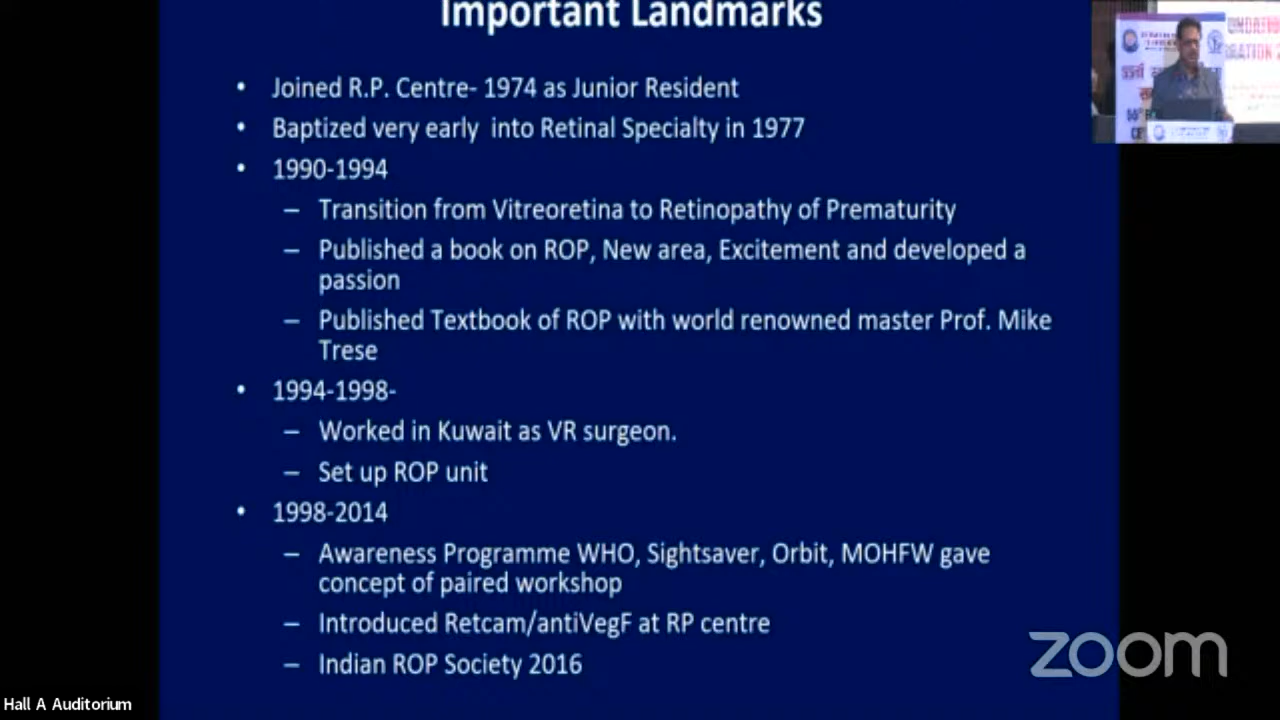 Important Landmarks
• Joined R.P. Centre- 1974 as Junior Resident
• Baptized very early into Retinal Specialty in 1977
• 1990-1994
– Transition from Vitreoretina to Retinopathy of Prematurity
– Published a book on ROP, New area, Excitement and developed a
passion
– Published Textbook of ROP with world renowned master Prof. Mike
Trese
• 1994-1998-
– Worked in Kuwait as VR surgeon.
– Set up ROP unit
• 1998-2014
– Awareness Programme WHO, Sightsaver, Orbit, MOHFW gave
concept of paired workshop
– Introduced Retcam/antiVegF at RP centre
– Indian ROP Society 2016
zoom
Hall A Auditorium